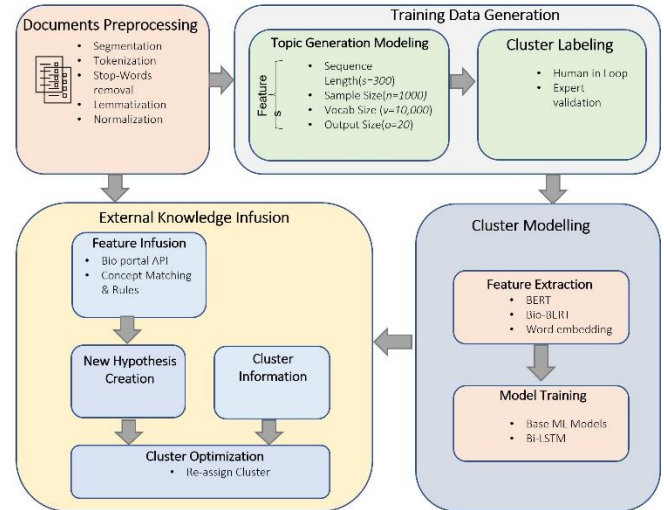 Documents Preprocessing
• Segmentation
• Tokenization
• Stop-Words
removal
• Lemmatization
• Normalization
Training Data Generation
Topic Generation Modeling
Feature
s
• Sequence
Length(s=300)
• Sample Size(n=1000)
• Vocab Size (v=10,000)
• Output Size(o=20)
Cluster Labeling
• Human in Loop
• Expert
validation
External Knowledge Infusion
Feature Infusion
• Bio portal API
• Concept Matching
& Rules
New Hypothesis
Creation
Cluster
Information
Cluster Optimization
• Re-assign Cluster
Cluster Modelling
Feature Extraction
• BERT
• Bio-BERT
• Word embedding
Model Training
• Base ML Models
• Bi-LSTM